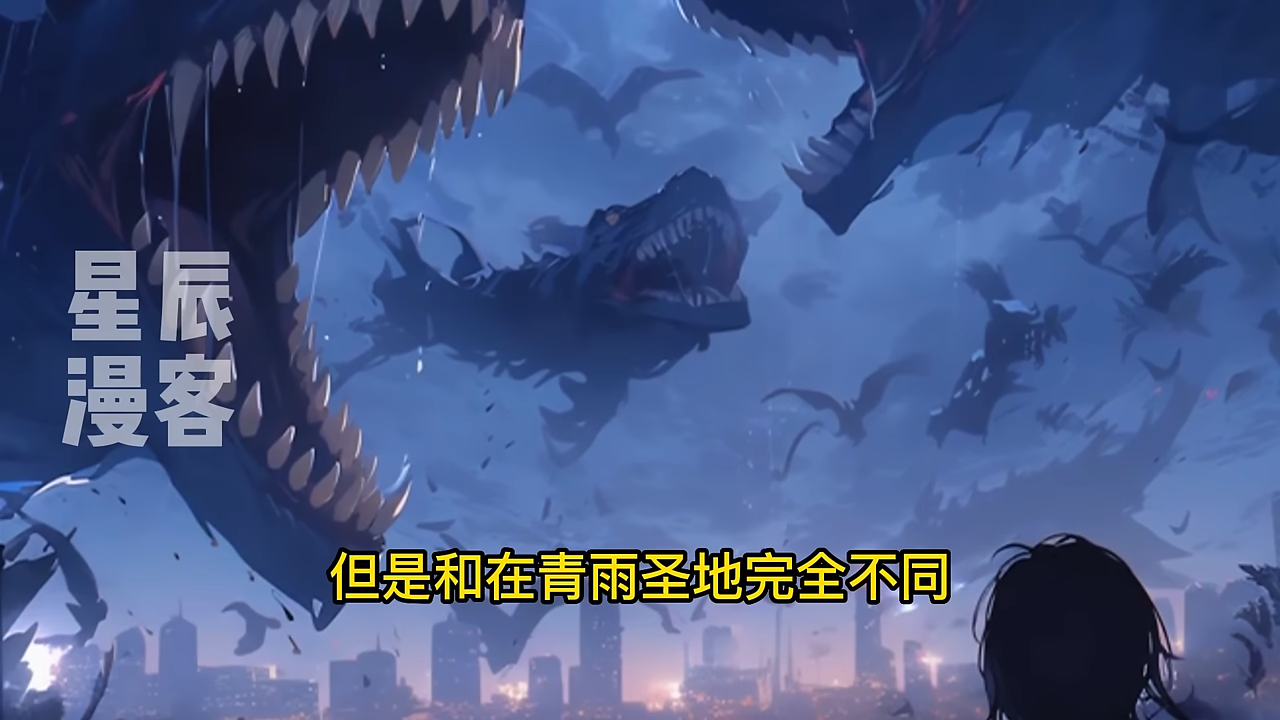 星辰
漫客
但是和在青雨圣地完全不同